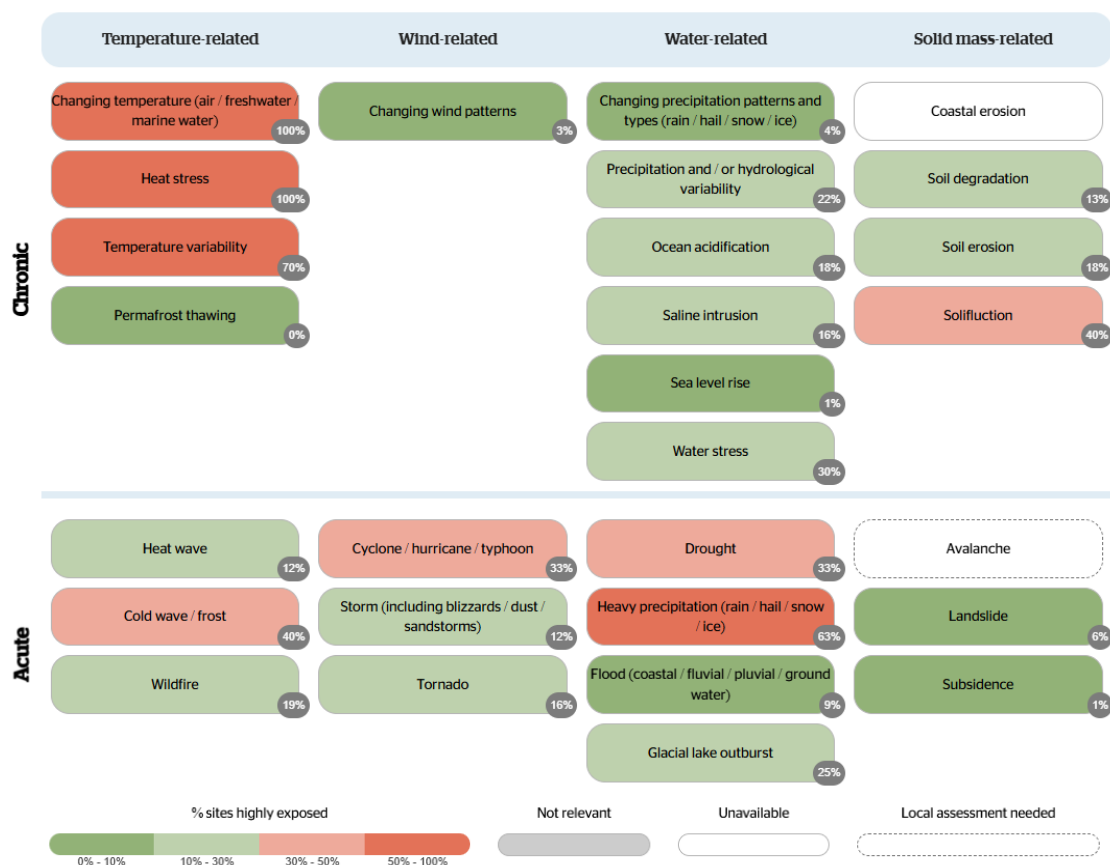 Temperature-related
Wind-related
Water-related
Solid mass-related
Chronic
Changing temperature (air / freshwater /
marine water)
100%
Changing wind patterns
3%
Changing precipitation patterns and
types (rain / hail / snow / ice)
4%
Coastal erosion
Heat stress
100%
Precipitation and / or hydrological
variability
22%
Soil degradation
13%
Temperature variability
70%
Ocean acidification
18%
Soil erosion
18%
Permafrost thawing
0%
Saline intrusion
16%
Solifluction
40%
Sea level rise
1%
Water stress
30%
Acute
Heat wave
12%
Cyclone / hurricane / typhoon
33%
Drought
33%
Avalanche
Cold wave / frost
40%
Storm (including blizzards / dust /
sandstorms)
12%
Heavy precipitation (rain / hail / snow
/ ice)
63%
Landslide
6%
Wildfire
19%
Tornado
16%
Flood (coastal / fluvial / pluvial / ground
water)
9%
Subsidence
1%
Glacial lake outburst
25%
% sites highly exposed
Not relevant
Unavailable
Local assessment needed
0% - 10%
10% - 30%
30% - 50%
50% - 100%